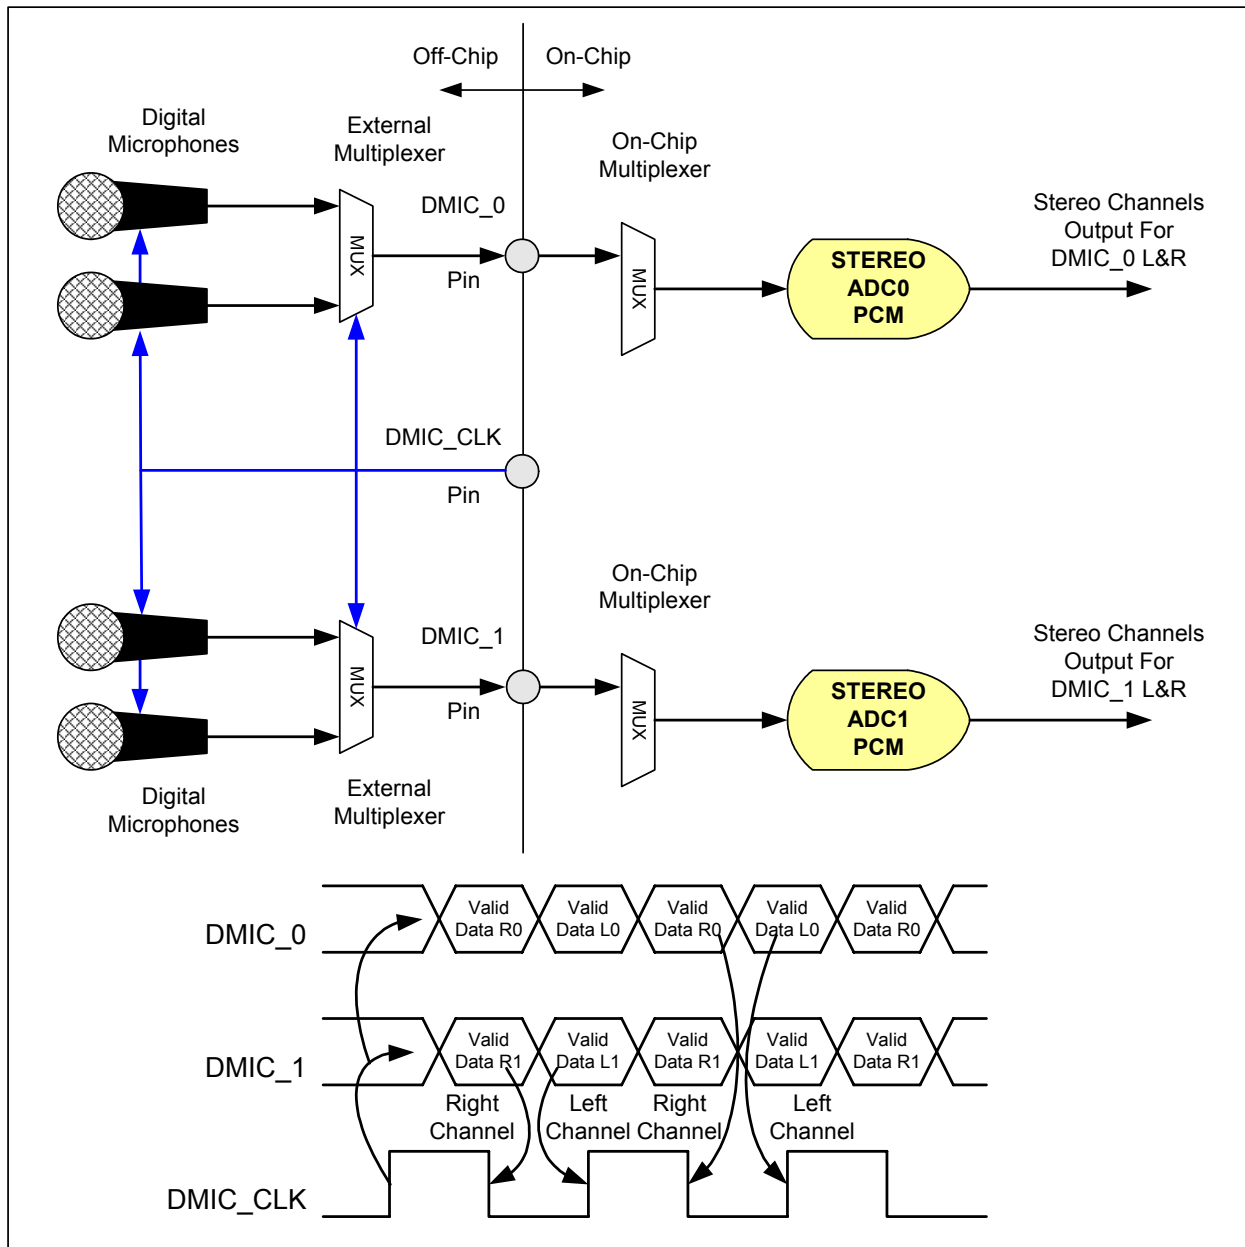 Off-Chip
On-Chip
Digital
Microphones
External
Multiplexer
On-Chip
Multiplexer
DMIC_0
Pin
MUX
MUX
STEREO
ADC0
PCM
Stereo Channels
Output For
DMIC_0 L&R
DMIC_CLK
Pin
On-Chip
Multiplexer
DMIC_1
Pin
MUX
MUX
STEREO
ADC1
PCM
Stereo Channels
Output For
DMIC_1 L&R
Digital
Microphones
External
Multiplexer
DMIC_0
Valid
Data R0
Valid
Data L0
Valid
Data R0
Valid
Data L0
Valid
Data R0
DMIC_1
Valid
Data R1
Valid
Data L1
Valid
Data R1
Valid
Data L1
Valid
Data R1
Right
Channel
Left
Channel
Right
Channel
Left
Channel
DMIC_CLK